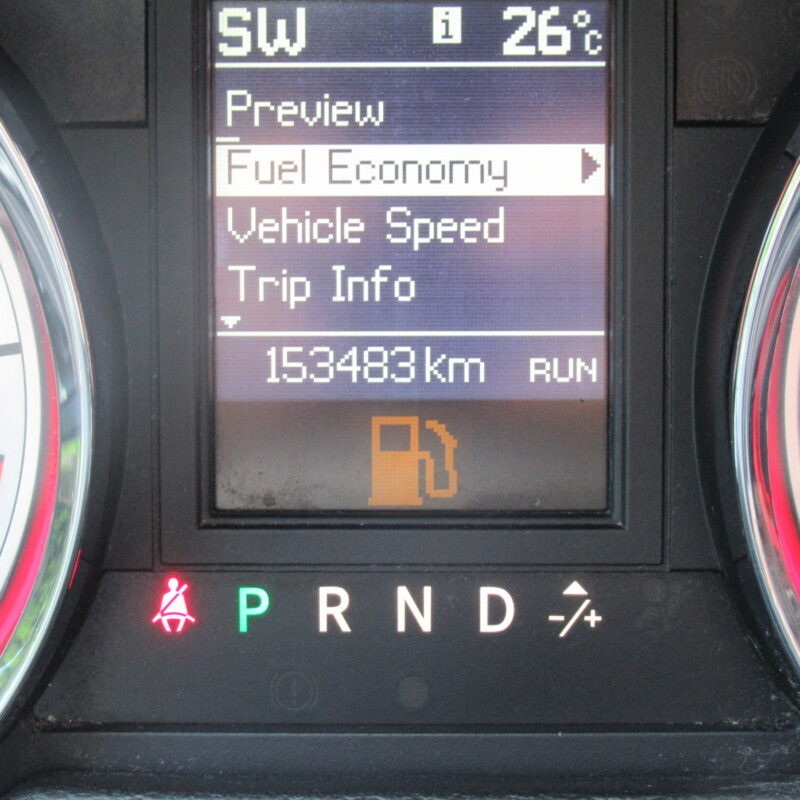 SW i 26°C
Preview
Fuel Economy
Vehicle Speed
Trip Info
153483 km RUN
P R N D -/+